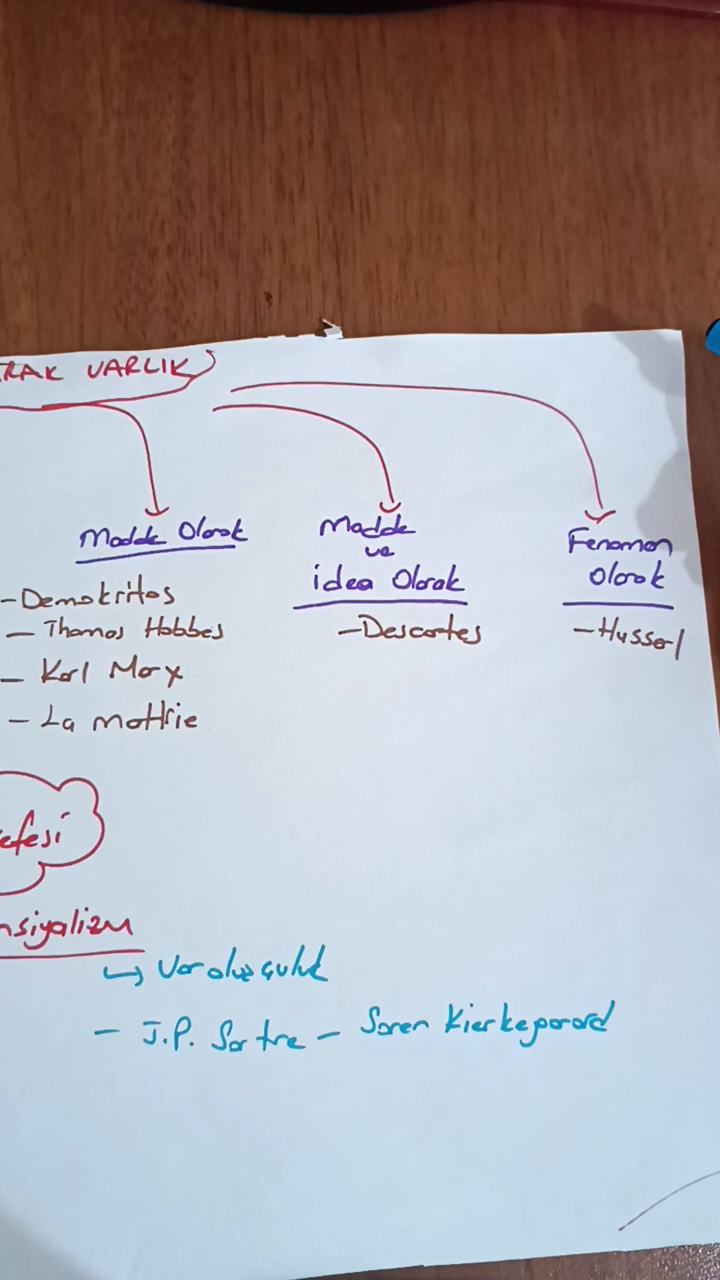 RAK VARLIK
Madde Olarak
- Demokritos
- Thomas Hobbes
- Karl Marx
- La mattrie
Madde
ve
idea Olarak
- Descartes
Fenomen
Olarak
- Husserl
efesi
nsiyalizm
↳ Varoluşçuluk
- J.P. Sartre - Soren Kierkegaard